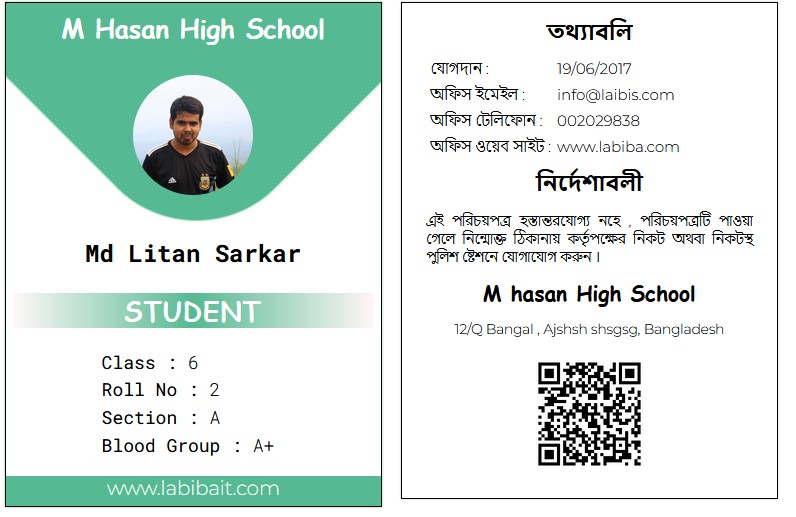 M Hasan High School
Md Litan Sarkar
STUDENT
Class : 6
Roll No : 2
Section : A
Blood Group : A+
www.labibait.com
তথ্যাবলি
যোগদান : 19/06/2017
অফিস ইমেইল : info@laibis.com
অফিস টেলিফোন : 002029838
অফিস ওয়েব সাইট : www.labiba.com
নির্দেশাবলী
এই পরিচয়পত্র হস্তান্তরযোগ্য নহে , পরিচয়পত্রটি পাওয়া
গেলে নিম্মোক্ত ঠিকানায় কর্তৃপক্ষের নিকট অথবা নিকটস্থ
পুলিশ ষ্টেশনে যোগাযোগ করুন ।
M hasan High School
12/Q Bangal , Ajshsh shsgsg, Bangladesh